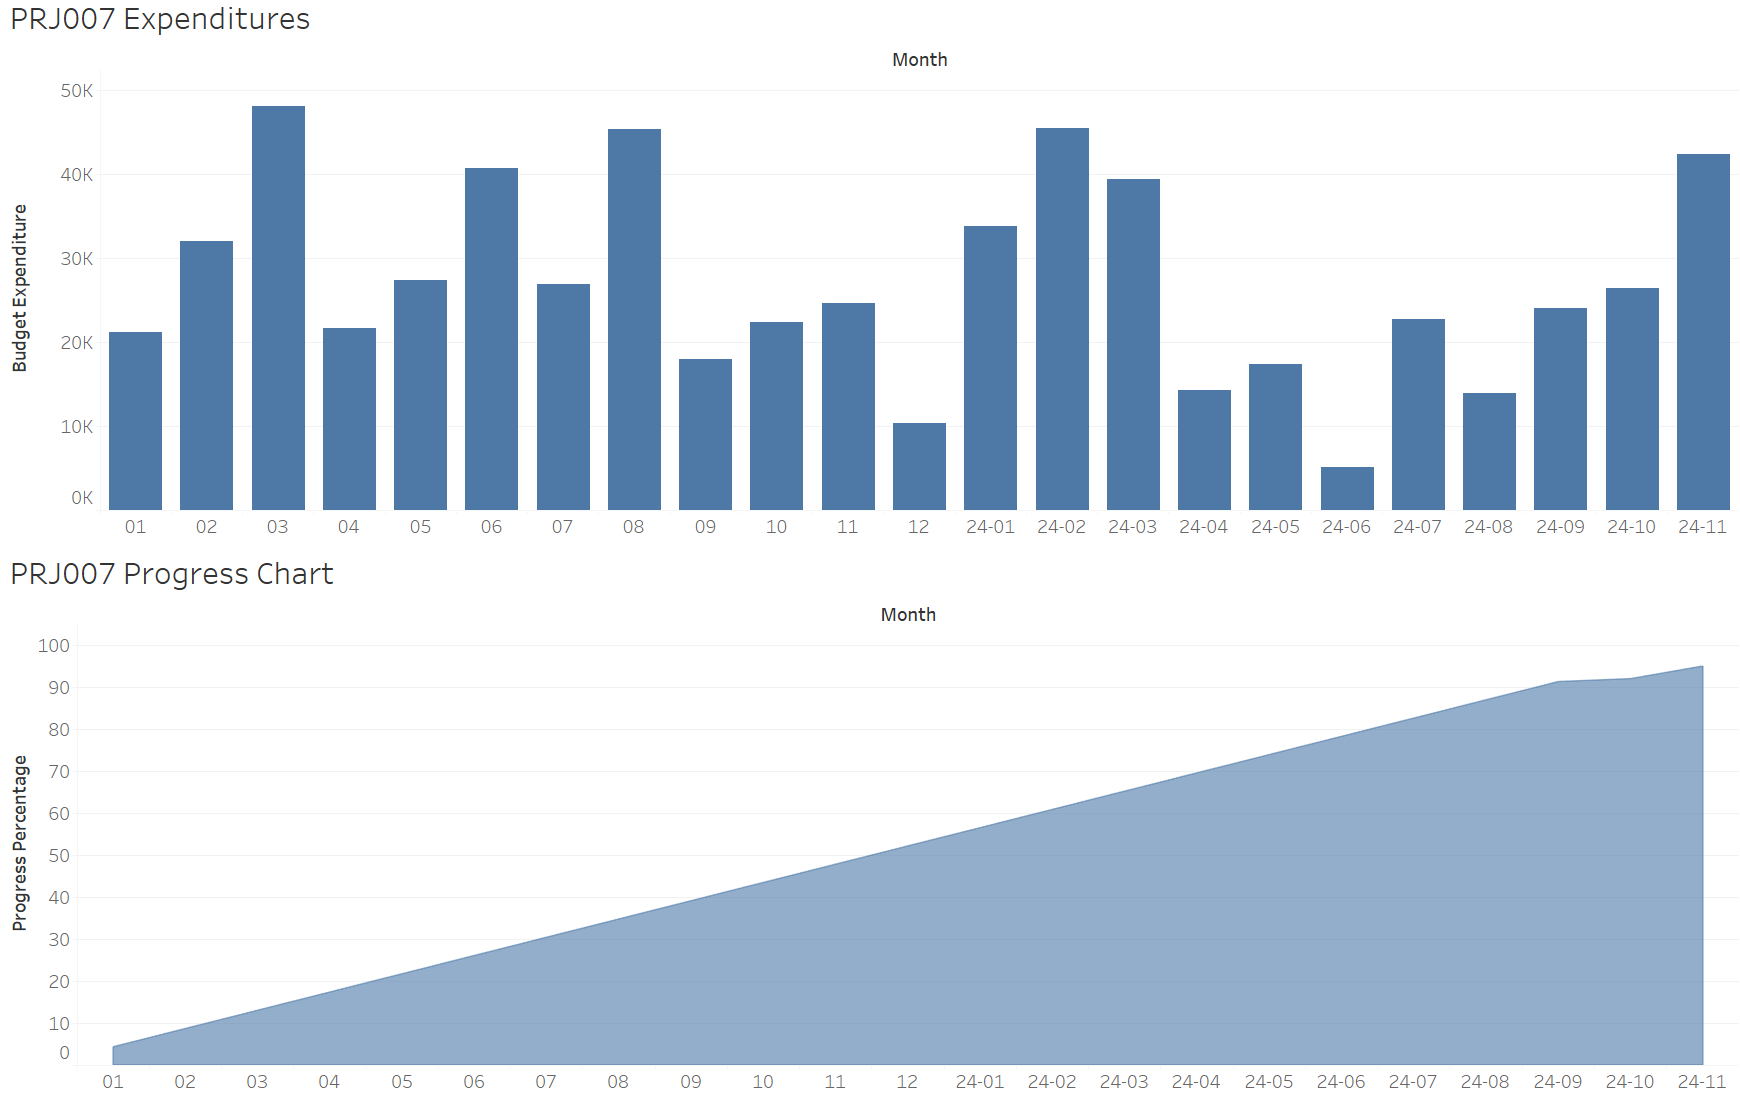 PRJ007 Expenditures
Month
50K
40K
30K
20K
10K
0K
Budget Expenditure
01 02 03 04 05 06 07 08 09 10 11 12 24-01 24-02 24-03 24-04 24-05 24-06 24-07 24-08 24-09 24-10 24-11
PRJ007 Progress Chart
Month
100
90
80
70
60
50
40
30
20
10
0
Progress Percentage
01 02 03 04 05 06 07 08 09 10 11 12 24-01 24-02 24-03 24-04 24-05 24-06 24-07 24-08 24-09 24-10 24-11